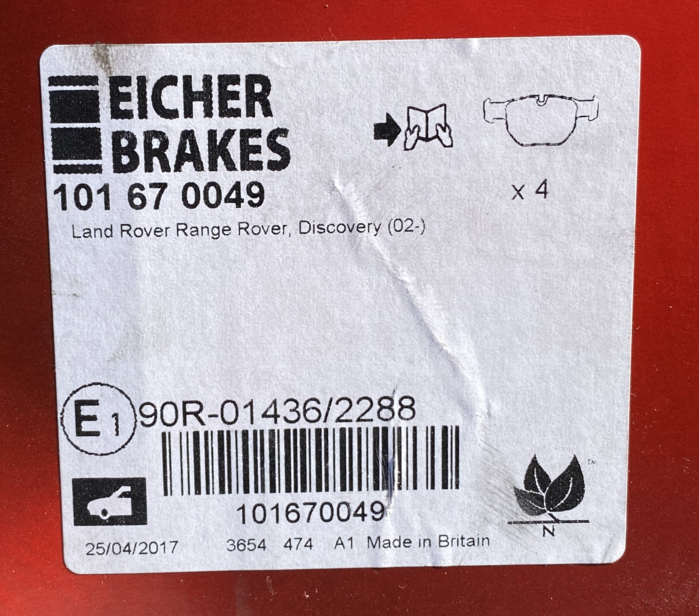 EICHER
BRAKES
101 67 0049
x 4
Land Rover Range Rover, Discovery (02-)
E1 90R-01436/2288
101670049
TM
N
25/04/2017 3654 474 A1 Made in Britain